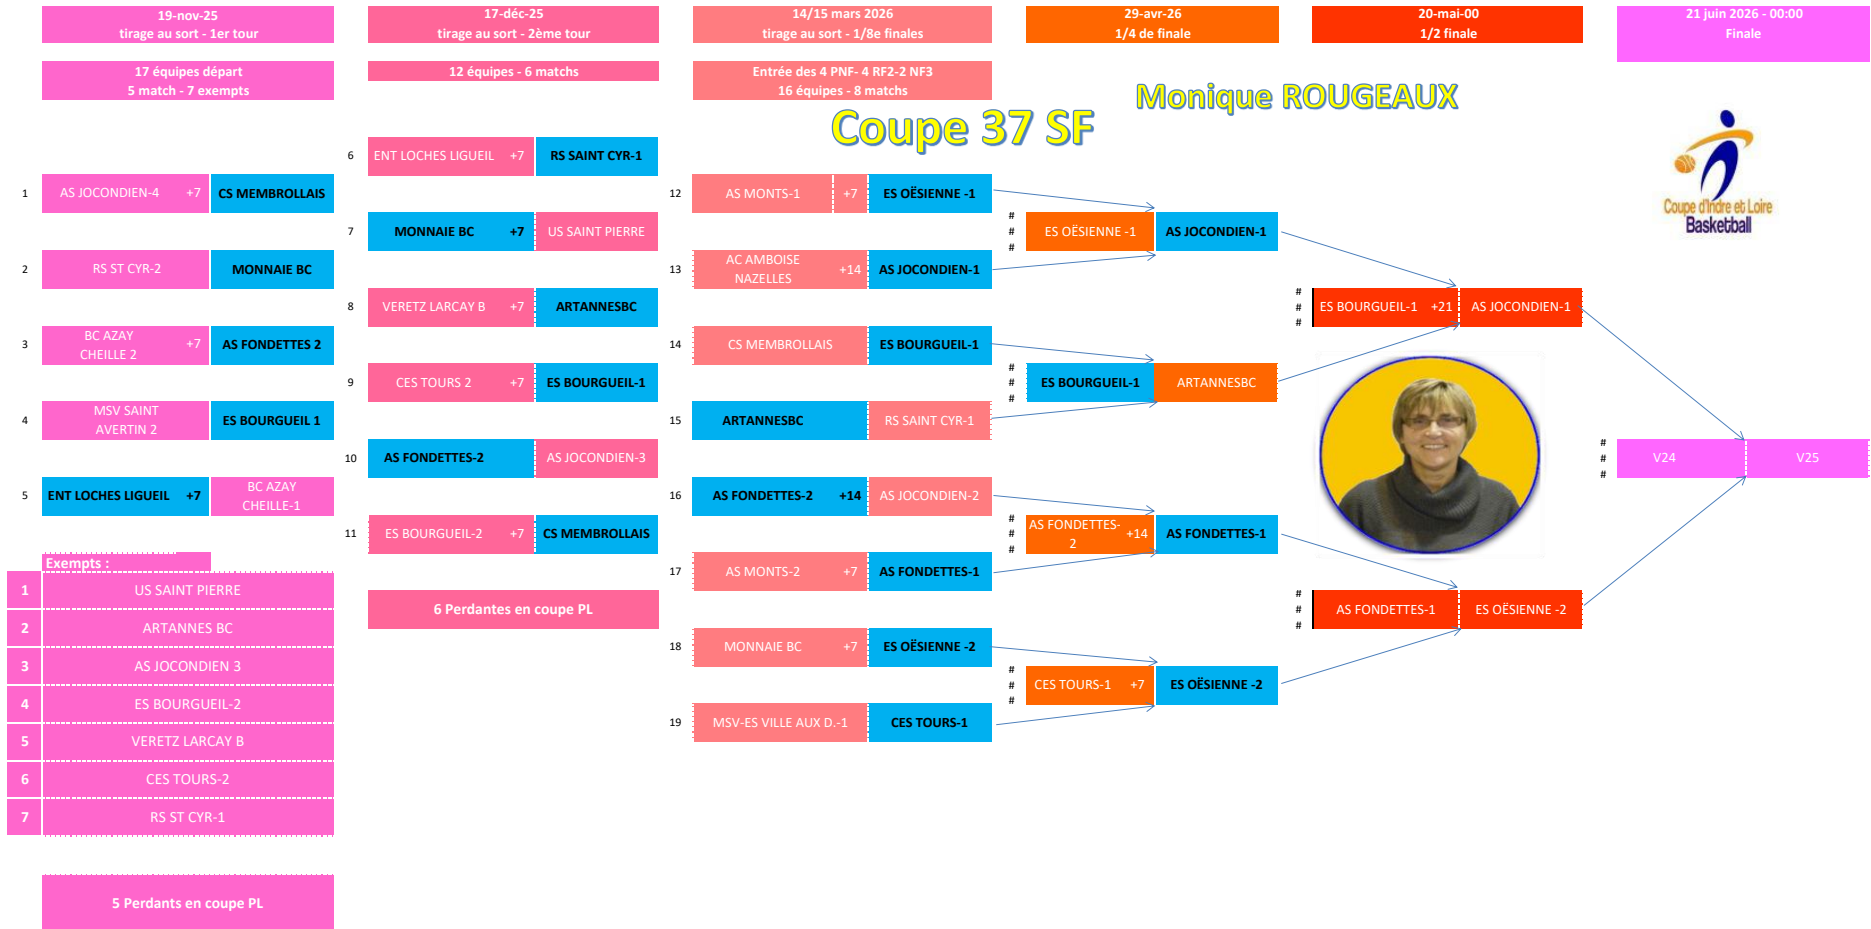 19-nov-25
tirage au sort - 1er tour
17-déc-25
tirage au sort - 2ème tour
14/15 mars 2026
tirage au sort - 1/8e finales
29-avr-26
1/4 de finale
20-mai-00
1/2 finale
21 juin 2026 - 00:00
Finale
17 équipes départ
5 match - 7 exempts
12 équipes - 6 matchs
Entrée des 4 PNF- 4 RF2-2 NF3
16 équipes - 8 matchs
Monique ROUGEAUX
Coupe 37 SF
Coupe d'Indre et Loire
Basketball
1 AS JOCONDIEN-4 +7 CS MEMBROLLAIS
2 RS ST CYR-2 MONNAIE BC
3 BC AZAY
CHEILLE 2 +7 AS FONDETTES 2
4 MSV SAINT
AVERTIN 2 ES BOURGUEIL 1
5 ENT LOCHES LIGUEIL +7 BC AZAY
CHEILLE-1
Exempts :
1 US SAINT PIERRE
2 ARTANNES BC
3 AS JOCONDIEN 3
4 ES BOURGUEIL-2
5 VERETZ LARCAY B
6 CES TOURS-2
7 RS ST CYR-1
5 Perdants en coupe PL
6 ENT LOCHES LIGUEIL +7 RS SAINT CYR-1
7 MONNAIE BC +7 US SAINT PIERRE
8 VERETZ LARCAY B +7 ARTANNESBC
9 CES TOURS 2 +7 ES BOURGUEIL-1
10 AS FONDETTES-2 AS JOCONDIEN-3
11 ES BOURGUEIL-2 +7 CS MEMBROLLAIS
6 Perdantes en coupe PL
12 AS MONTS-1 +7 ES OËSIENNE -1
13 AC AMBOISE
NAZELLES +14 AS JOCONDIEN-1
14 CS MEMBROLLAIS ES BOURGUEIL-1
15 ARTANNESBC RS SAINT CYR-1
16 AS FONDETTES-2 +14 AS JOCONDIEN-2
17 AS MONTS-2 +7 AS FONDETTES-1
18 MONNAIE BC +7 ES OËSIENNE -2
19 MSV-ES VILLE AUX D.-1 CES TOURS-1
#
# ES OËSIENNE -1 AS JOCONDIEN-1
#
#
# ES BOURGUEIL-1 ARTANNESBC
#
#
# AS FONDETTES-
2 +14 AS FONDETTES-1
#
#
# CES TOURS-1 +7 ES OËSIENNE -2
#
#
# ES BOURGUEIL-1 +21 AS JOCONDIEN-1
#
#
# AS FONDETTES-1 ES OËSIENNE -2
#
#
# V24 V25
#